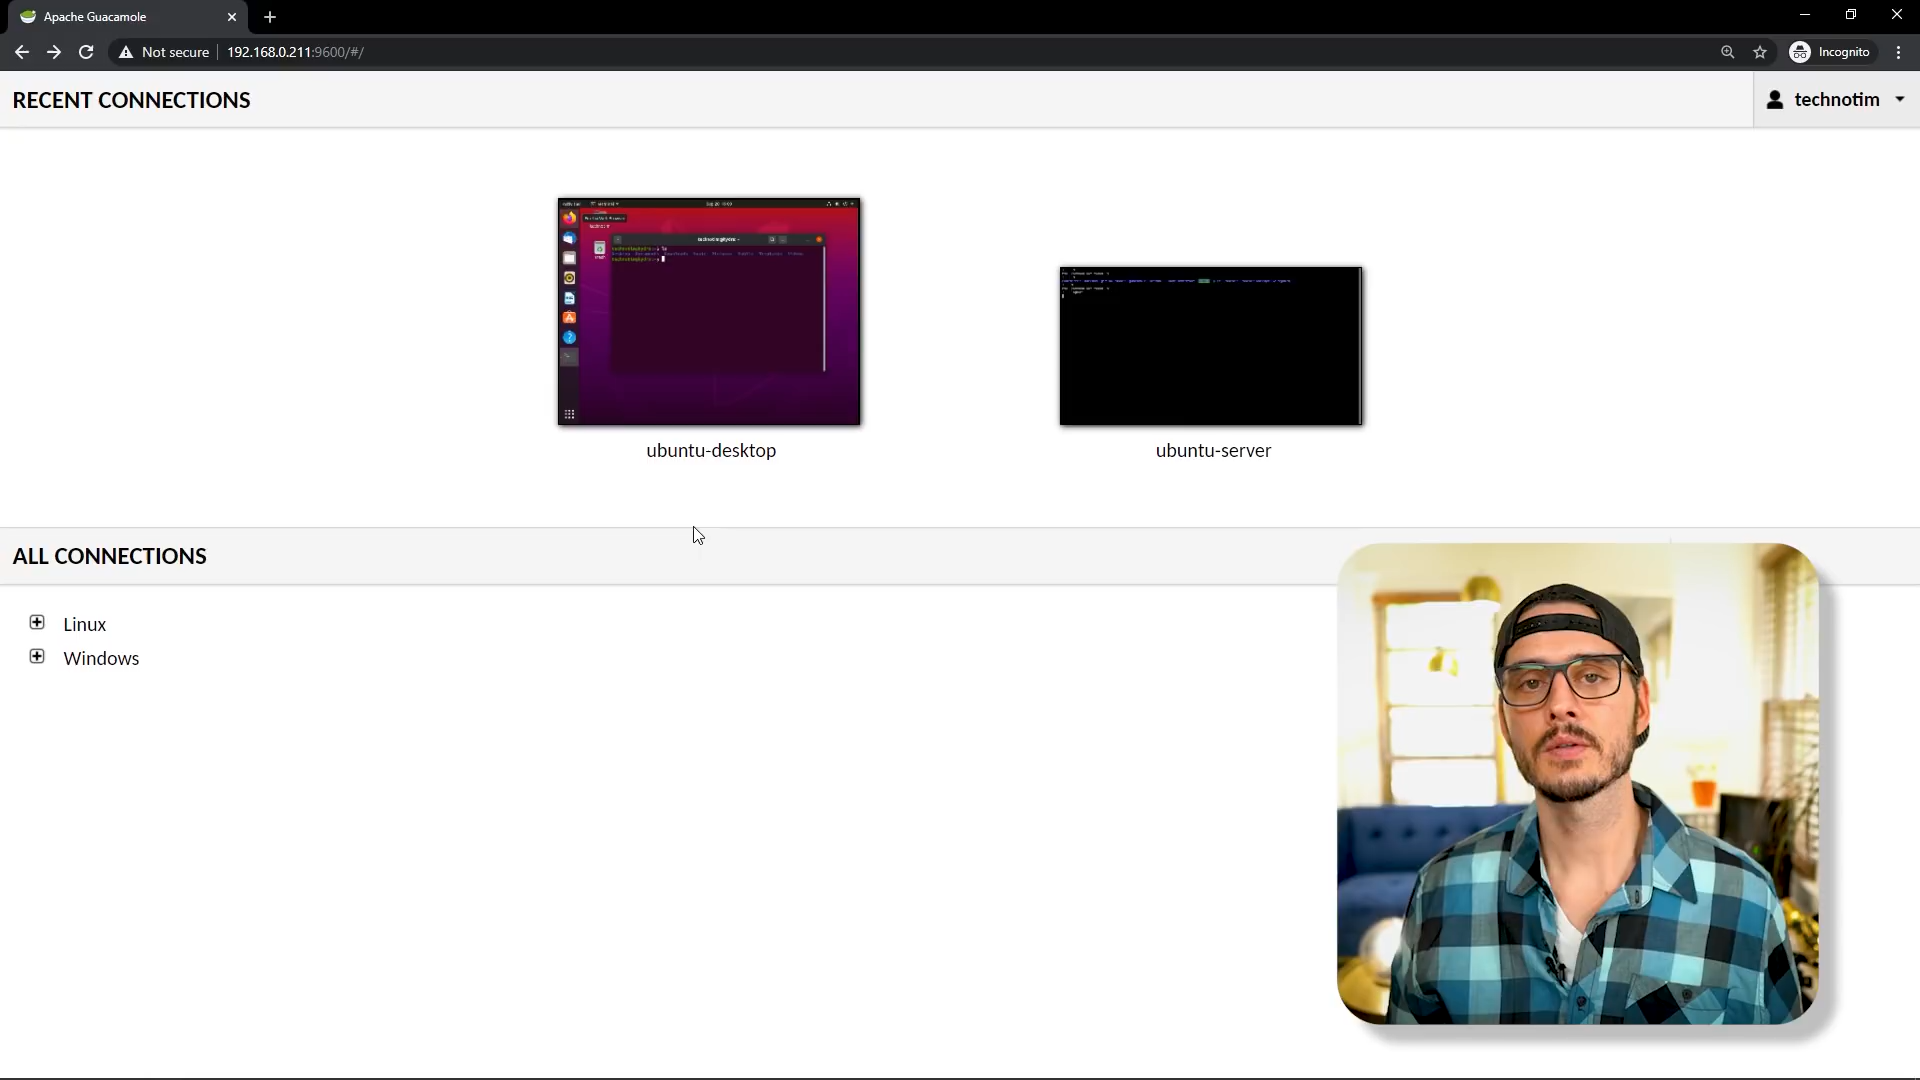 Apache Guacamole
Not secure
192.168.0.211:9600/#/
Incognito
RECENT CONNECTIONS
technotim
ubuntu-desktop
ubuntu-server
ALL CONNECTIONS
Linux
Windows